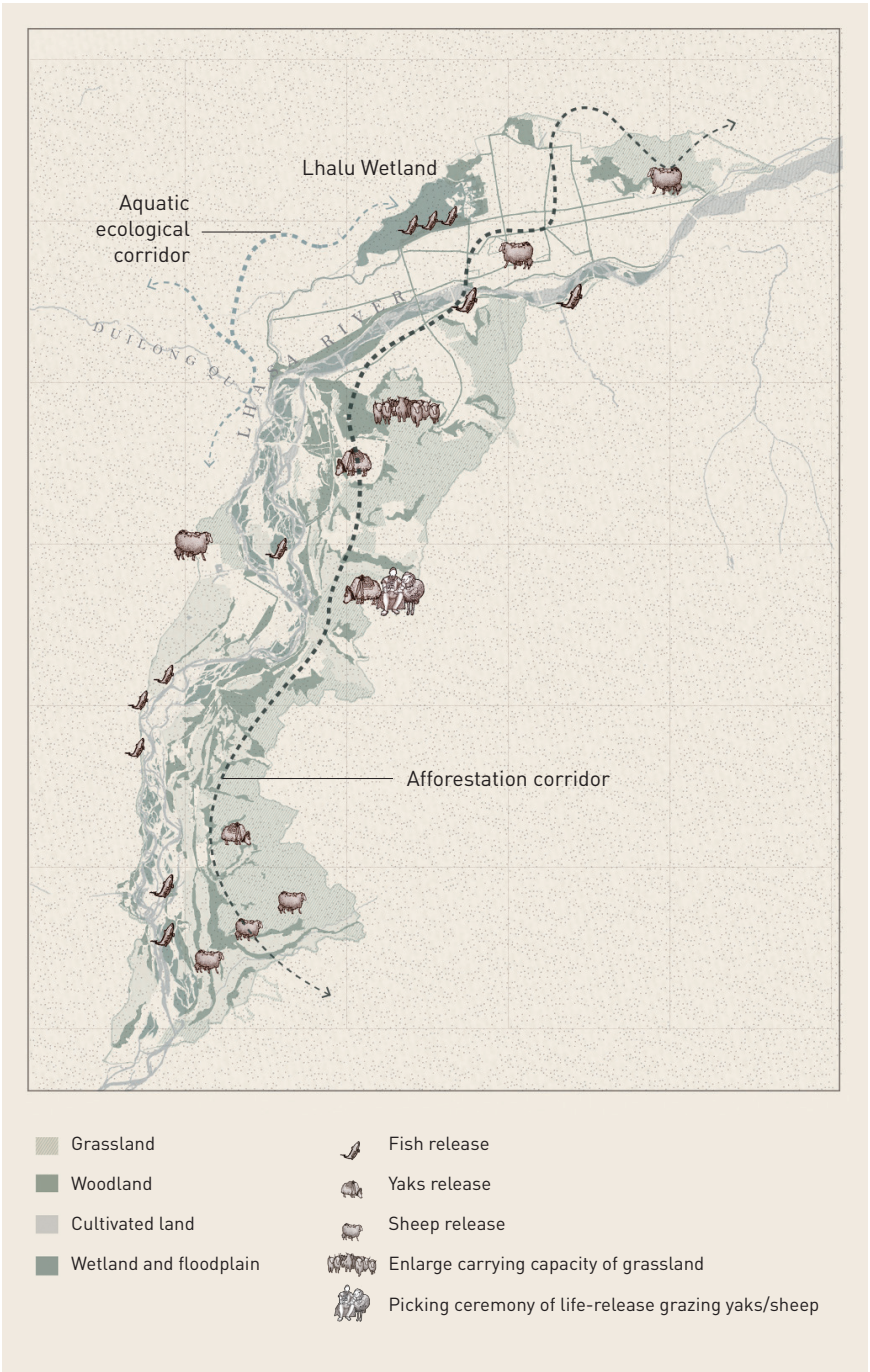 Lhalu Wetland
Aquatic
ecological
corridor
DUILONG QU
LHASA RIVER
Afforestation corridor
Grassland
Woodland
Cultivated land
Wetland and floodplain
Fish release
Yaks release
Sheep release
Enlarge carrying capacity of grassland
Picking ceremony of life-release grazing yaks/sheep